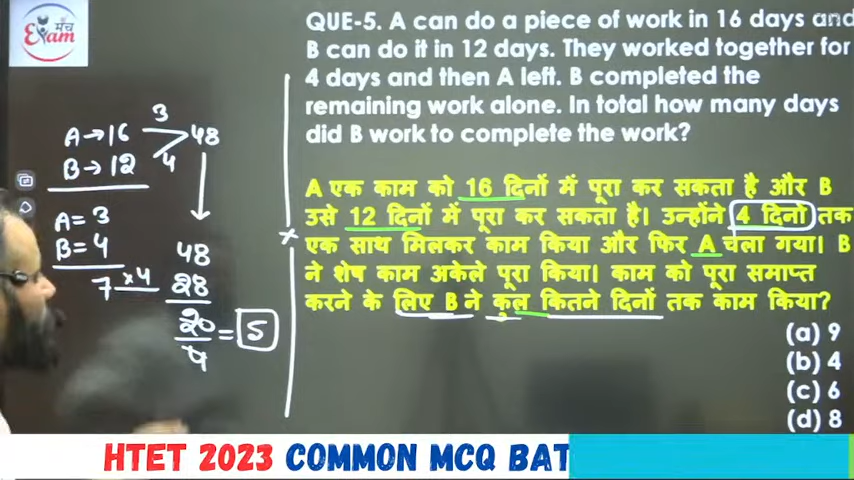 मंच
Exam
QUE-5. A can do a piece of work in 16 days and
B can do it in 12 days. They worked together for
4 days and then A left. B completed the
remaining work alone. In total how many days
did B work to complete the work?
A एक काम को 16 दिनों में पूरा कर सकता है और B
उसे 12 दिनों में पूरा कर सकता है। उन्होंने 4 दिनों तक
एक साथ मिलकर काम किया और फिर A चला गया। B
ने शेष काम अकेले पूरा किया। काम को पूरा समाप्त
करने के लिए B ने कुल कितने दिनों तक काम किया?
(a) 9
(b) 4
(c) 6
(d) 8
A→16 3 48
B→12 4
A=3
B=4
7 ×4
48
28
20
4
= 5
HTET 2023 COMMON MCQ BAT